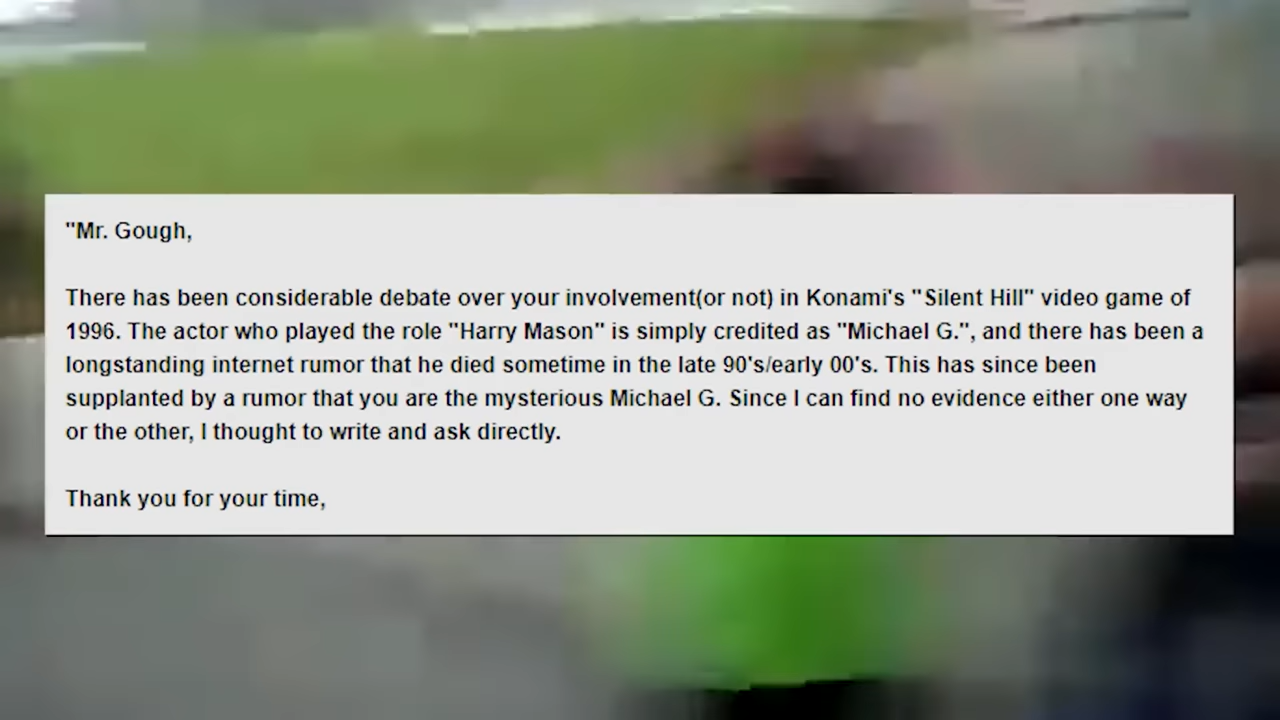 "Mr. Gough,
There has been considerable debate over your involvement(or not) in Konami's "Silent Hill" video game of
1996. The actor who played the role "Harry Mason" is simply credited as "Michael G.", and there has been a
longstanding internet rumor that he died sometime in the late 90's/early 00's. This has since been
supplanted by a rumor that you are the mysterious Michael G. Since I can find no evidence either one way
or the other, I thought to write and ask directly.
Thank you for your time,